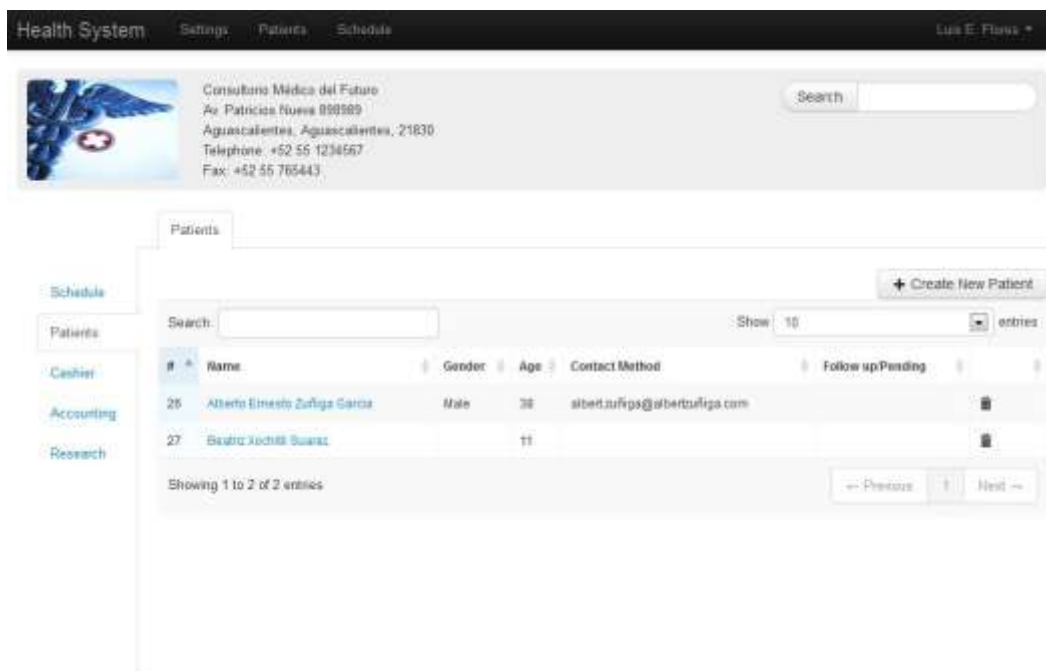 Health System Settings Patients Schedule Luis E. Flores
Consultorio Médico del Futuro
Av. Patricios Nueva 898989
Aguascalientes, Aguascalientes, 21830
Telephone: +52 55 1234567
Fax: +52 55 765443
Search
Patients
Schedule
Patients
Cashier
Accounting
Research
+ Create New Patient
Search: Show 10 entries
# Name Gender Age Contact Method Follow up/Pending
26 Alberto Ernesto Zuñiga Garcia Male 38 albert.zuñiga@albertzuñiga.com
27 Beatriz Xochitl Suarez 11
Showing 1 to 2 of 2 entries
← Previous 1 Next →